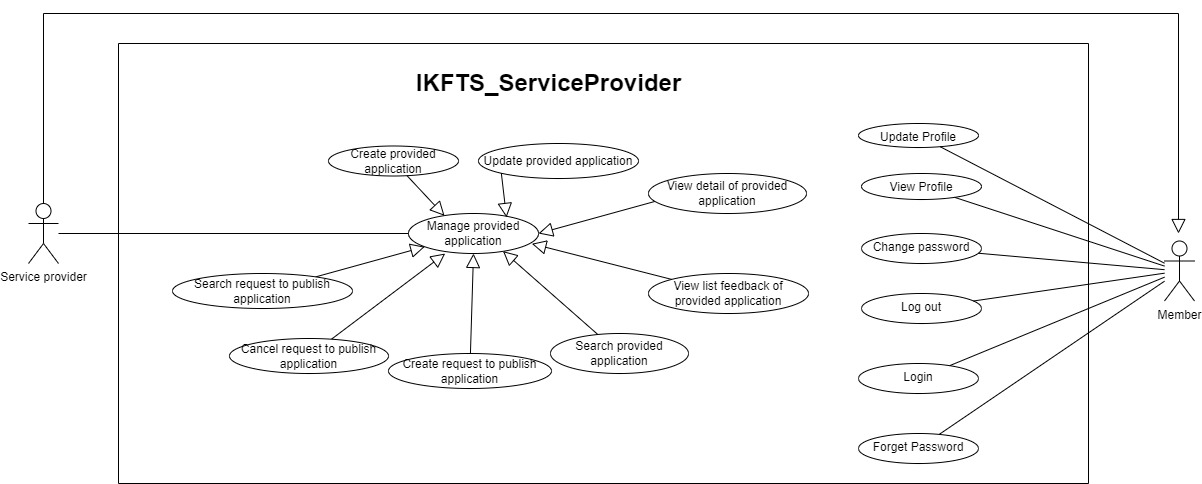 IKFTS_ServiceProvider
Create provided
application
Update provided application
View detail of provided
application
Manage provided
application
Search request to publish
application
Cancel request to publish
application
Create request to publish
application
Search provided
application
View list feedback of
provided application
Update Profile
View Profile
Change password
Log out
Login
Forget Password
Service provider
Member